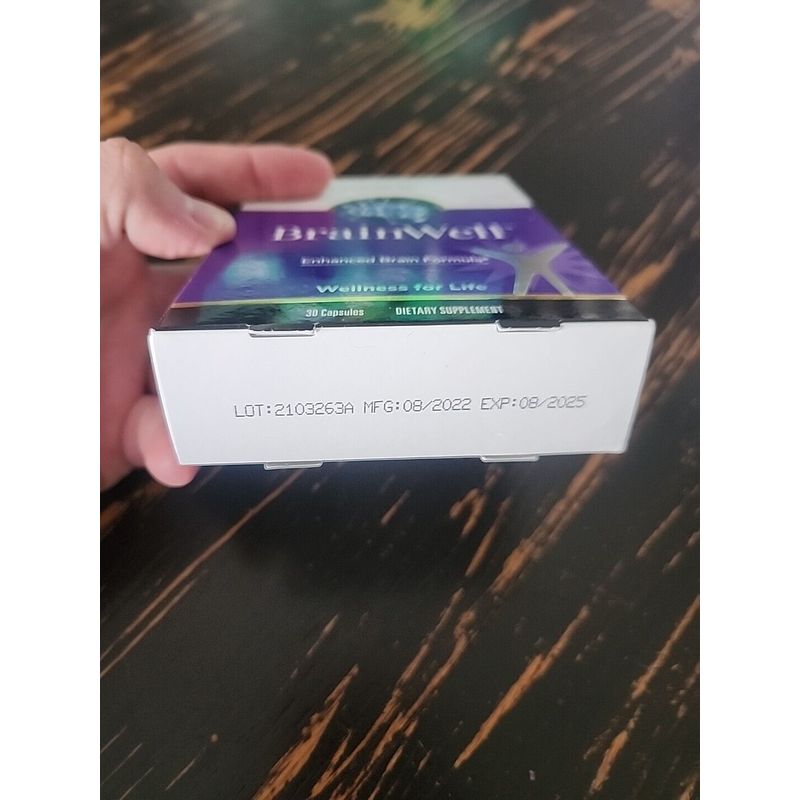 BrainWell
Enhanced Brain Formula
Wellness for Life
30 Capsules DIETARY SUPPLEMENT
LOT:2103263A MFG:08/2022 EXP:08/2025